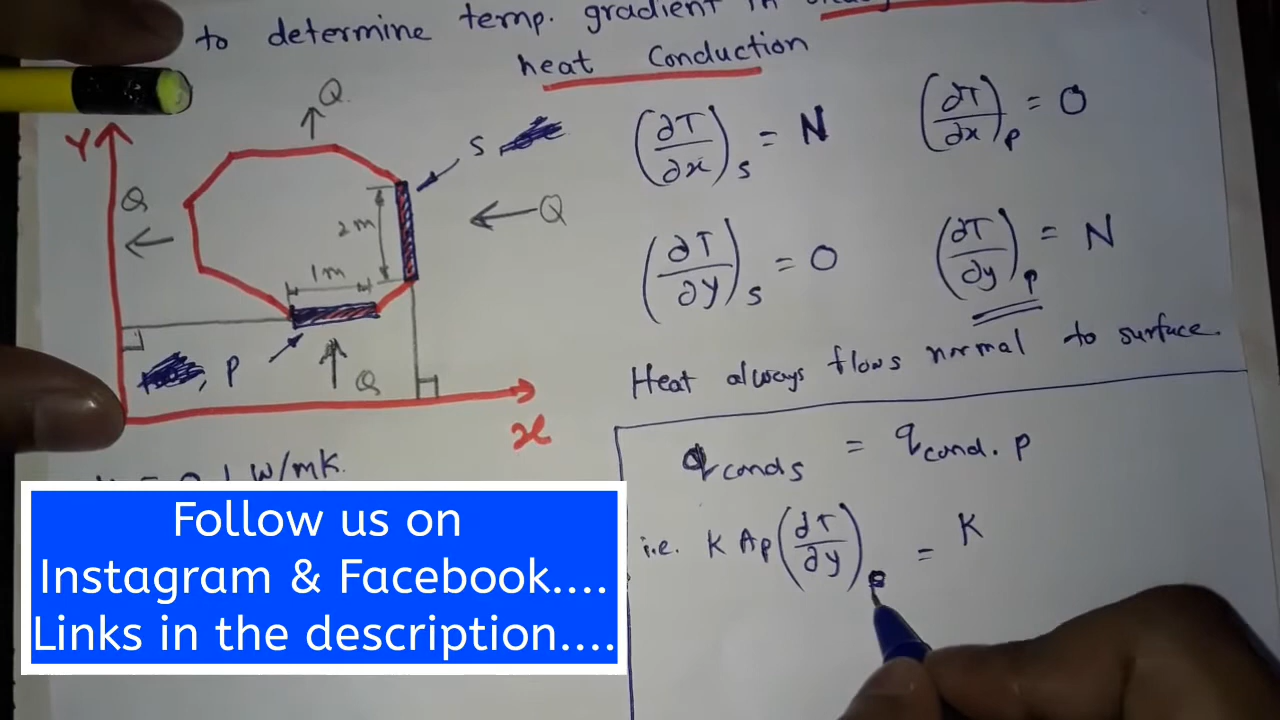 to determine temp. gradient in
heat Conduction
Y
Q
Q
S
Q
2m
1m
P
Q
x
(∂T/∂x)s = N
(∂T/∂x)p = 0
(∂T/∂y)s = 0
(∂T/∂y)p = N
Heat always flows normal to surface.
qconds = qcond. p
i.e. K Ap (∂T/∂y) = K
W/mK.
Follow us on
Instagram & Facebook....
Links in the description....